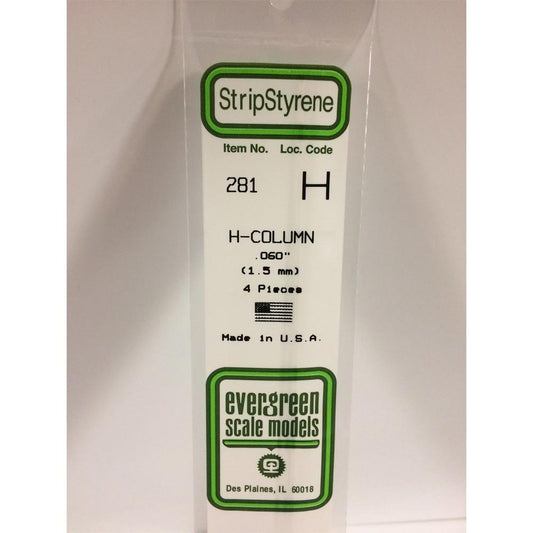 StripStyrene
Item No. Loc. Code
281 H
H-COLUMN
.060"
(1.5 mm)
4 Pieces
Made in U.S.A.
evergreen
scale models
Des Plaines, IL 60018